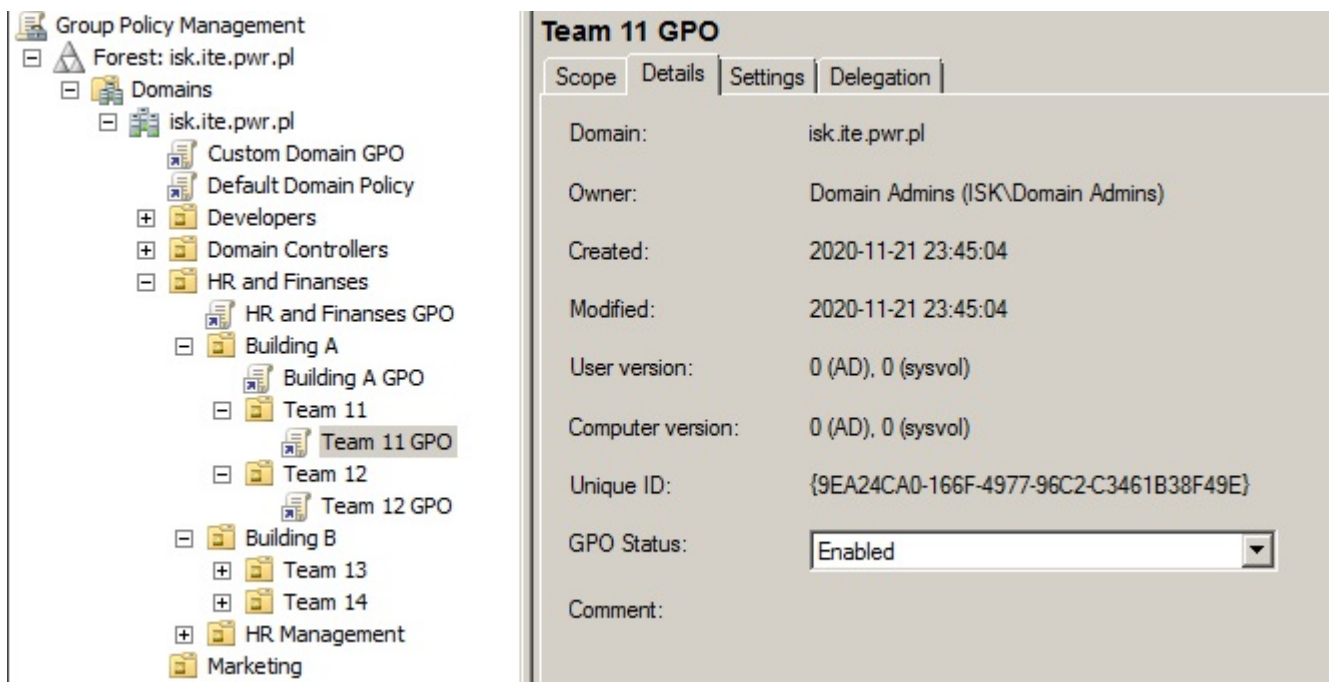 Group Policy Management
Forest: isk.ite.pwr.pl
Domains
isk.ite.pwr.pl
Custom Domain GPO
Default Domain Policy
Developers
Domain Controllers
HR and Finanses
HR and Finanses GPO
Building A
Building A GPO
Team 11
Team 11 GPO
Team 12
Team 12 GPO
Building B
Team 13
Team 14
HR Management
Marketing
Team 11 GPO
Scope Details Settings Delegation
Domain: isk.ite.pwr.pl
Owner: Domain Admins (ISK\Domain Admins)
Created: 2020-11-21 23:45:04
Modified: 2020-11-21 23:45:04
User version: 0 (AD), 0 (sysvol)
Computer version: 0 (AD), 0 (sysvol)
Unique ID: {9EA24CA0-166F-4977-96C2-C3461B38F49E}
GPO Status: Enabled
Comment: